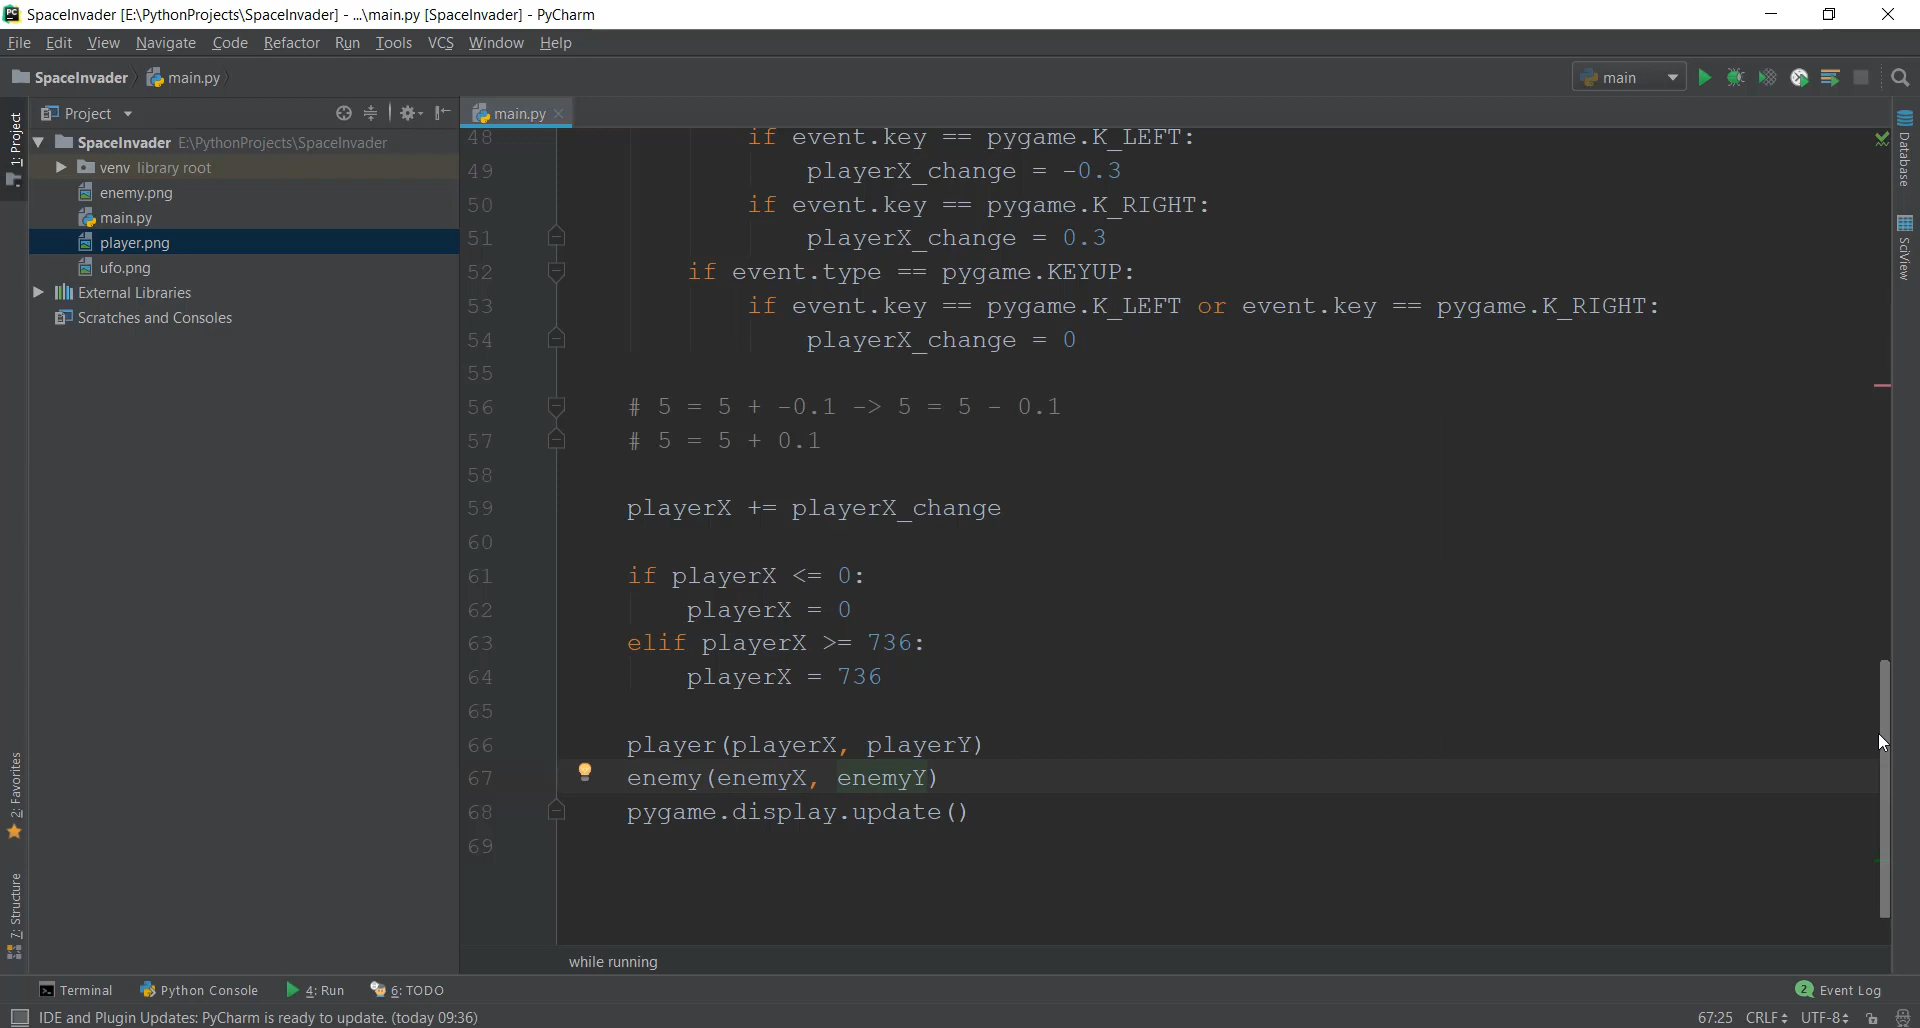 SpaceInvader [E:\PythonProjects\SpaceInvader] - ...\main.py [SpaceInvader] - PyCharm
File Edit View Navigate Code Refactor Run Tools VCS Window Help
SpaceInvader main.py main
1: Project
Project
main.py
SpaceInvader E:\PythonProjects\SpaceInvader
venv library root
enemy.png
main.py
player.png
ufo.png
External Libraries
Scratches and Consoles
48 if event.key == pygame.K_LEFT:
49 playerX_change = -0.3
50 if event.key == pygame.K_RIGHT:
51 playerX_change = 0.3
52 if event.type == pygame.KEYUP:
53 if event.key == pygame.K_LEFT or event.key == pygame.K_RIGHT:
54 playerX_change = 0
55
56 # 5 = 5 + -0.1 -> 5 = 5 - 0.1
57 # 5 = 5 + 0.1
58
59 playerX += playerX_change
60
61 if playerX <= 0:
62 playerX = 0
63 elif playerX >= 736:
64 playerX = 736
65
66 player(playerX, playerY)
67 enemy(enemyX, enemyY)
68 pygame.display.update()
69
while running
Database
SciView
2: Favorites
7: Structure
Terminal Python Console 4: Run 6: TODO 2 Event Log
IDE and Plugin Updates: PyCharm is ready to update. (today 09:36) 67:25 CRLF UTF-8